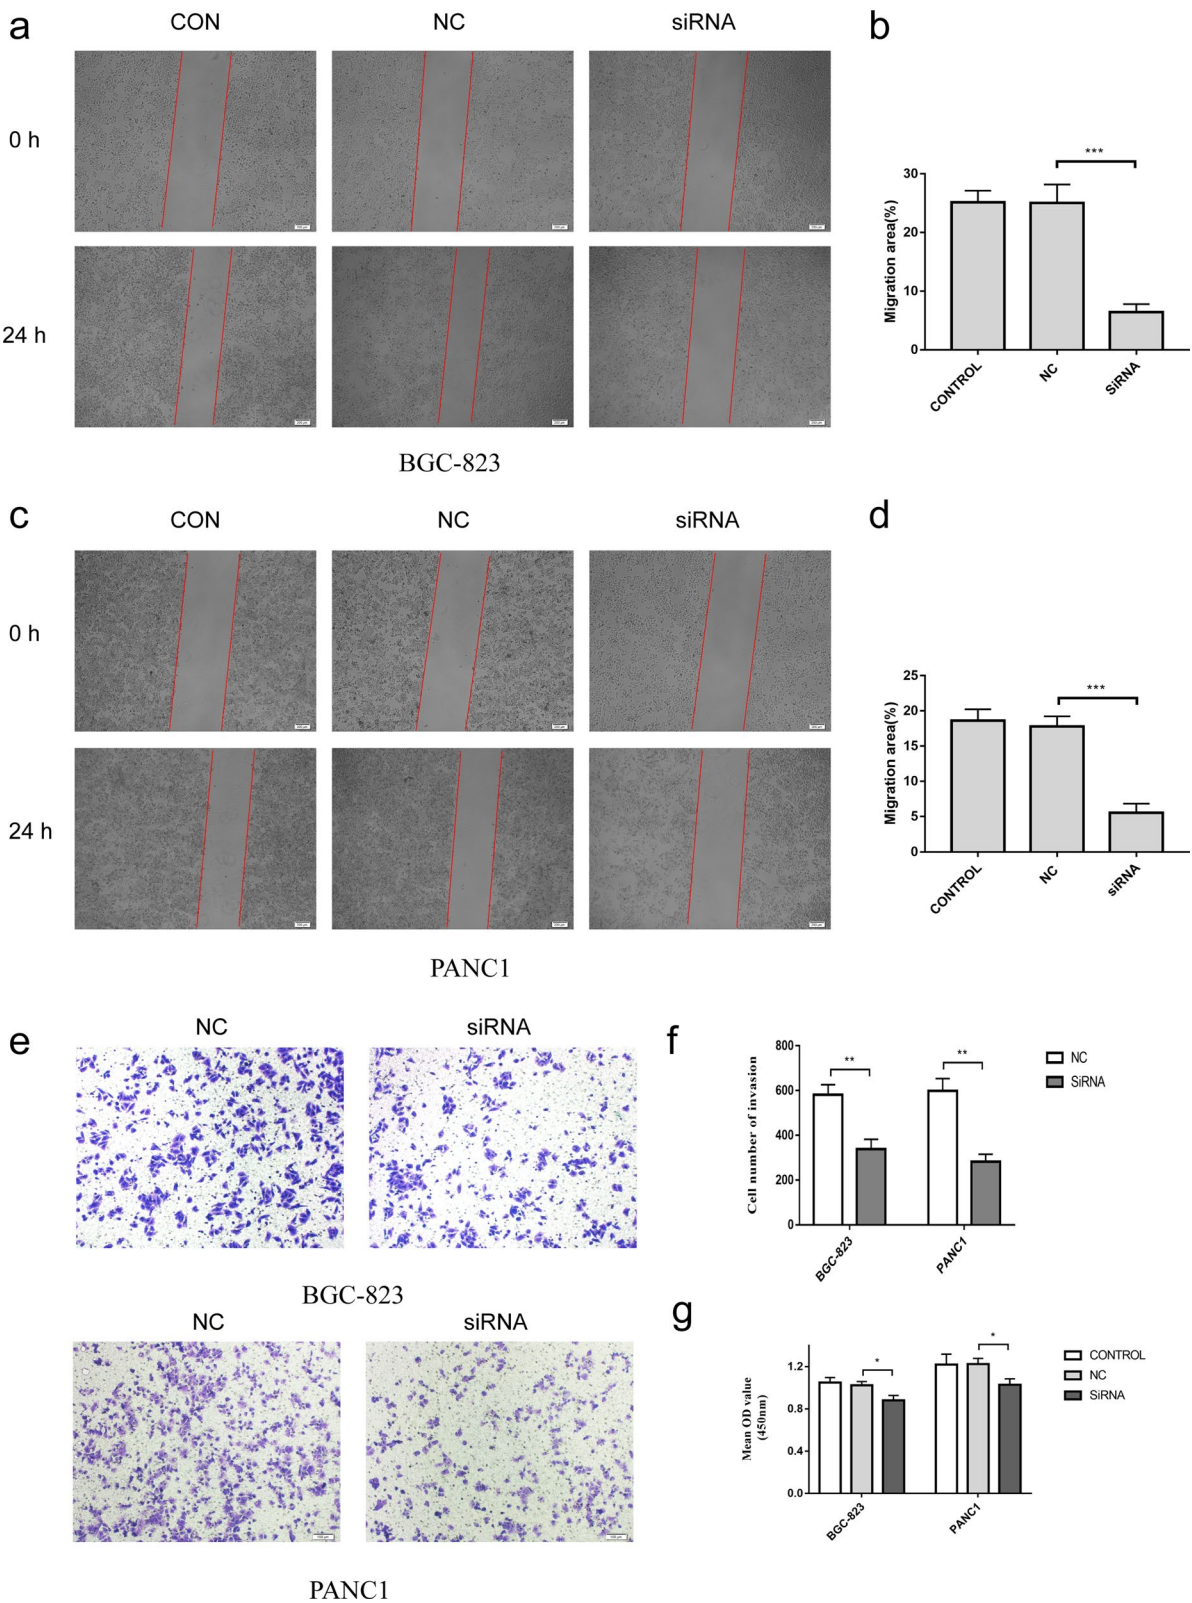 a
CON
NC
siRNA
0 h
24 h
BGC-823
b
***
Migration area(%)
30
20
10
0
CONTROL
NC
SiRNA
c
CON
NC
siRNA
0 h
24 h
PANC1
d
***
Migration area(%)
25
20
15
10
5
0
CONTROL
NC
siRNA
e
NC
siRNA
BGC-823
NC
siRNA
PANC1
f
Cell number of invasion
800
600
400
200
0
**
**
BGC-823
PANC1
NC
SiRNA
g
Mean OD value
(450nm)
1.2
0.8
0.4
0.0
*
*
BGC-823
PANC1
CONTROL
NC
SiRNA